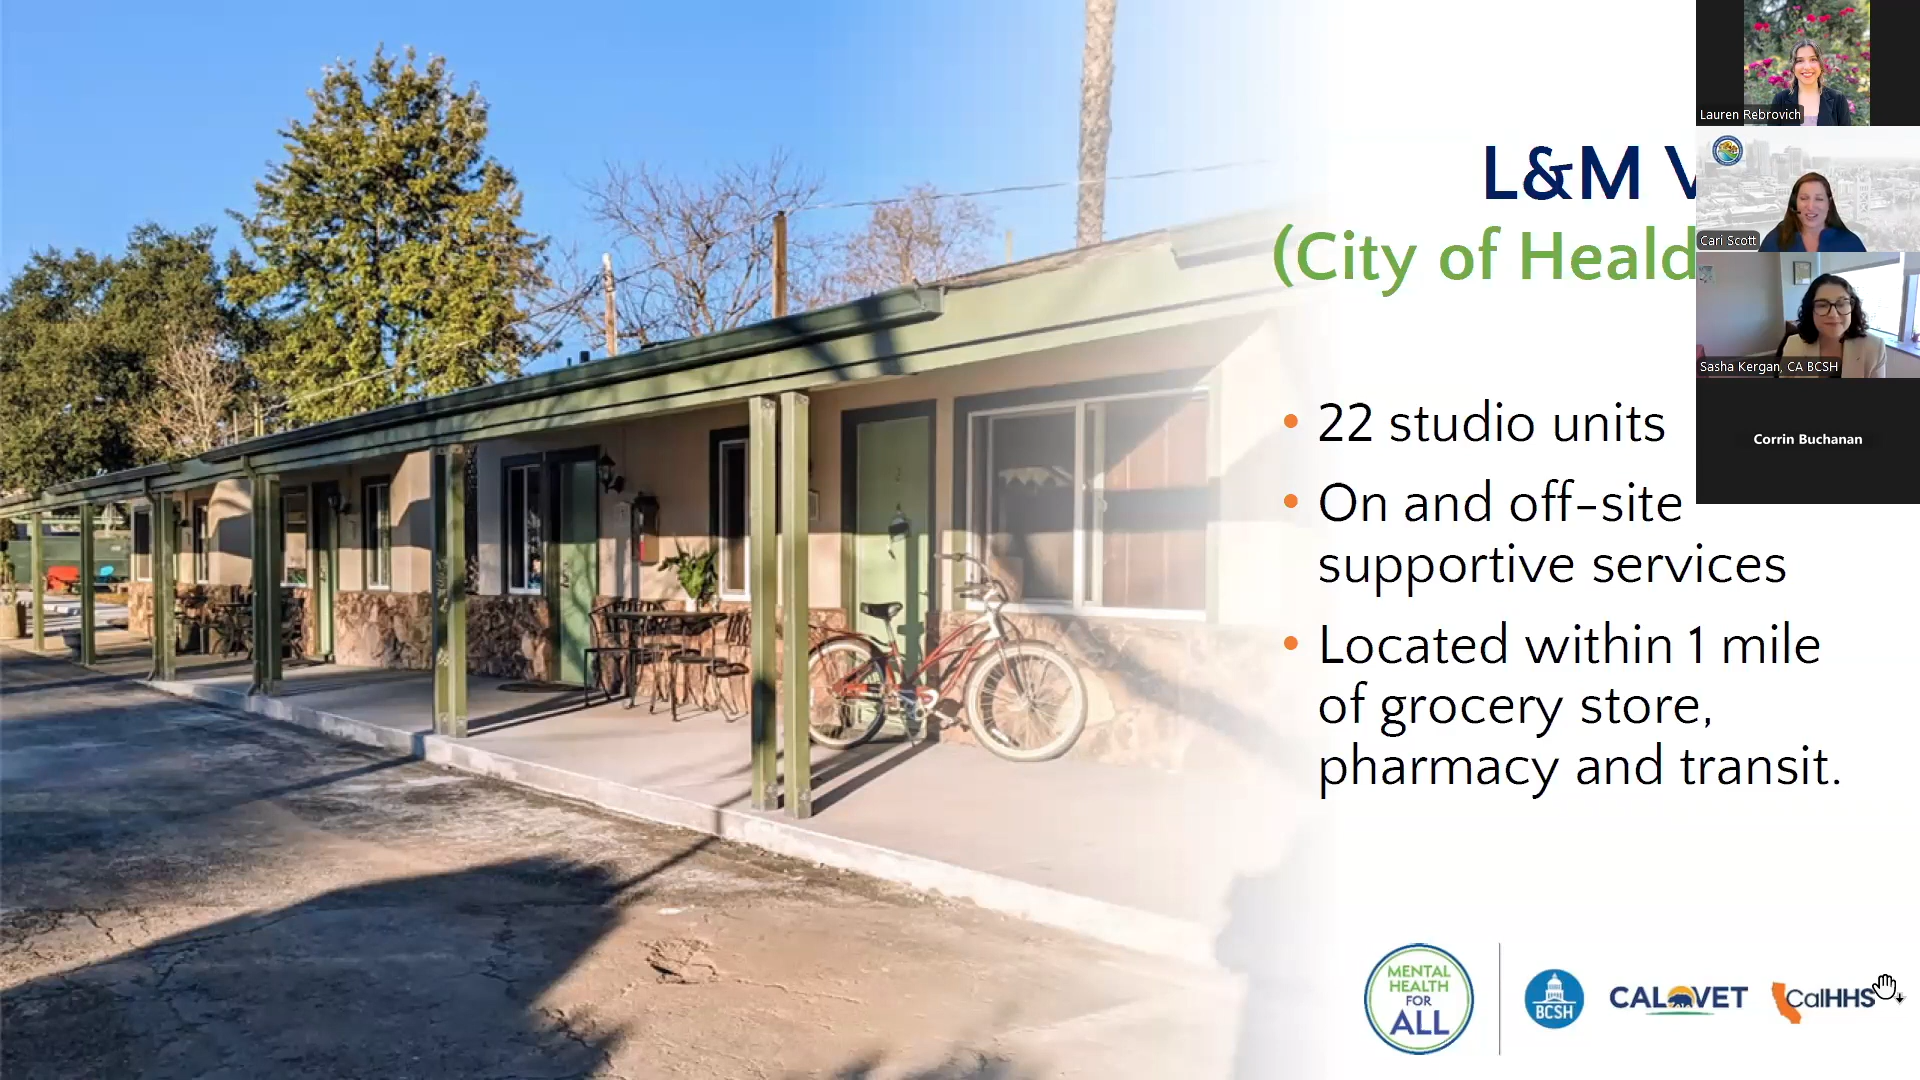 L&M V
(City of Heald
• 22 studio units
• On and off-site
supportive services
• Located within 1 mile
of grocery store,
pharmacy and transit.
Lauren Rebrovich
Cari Scott
Sasha Kergan, CA BCSH
Corrin Buchanan
MENTAL
HEALTH
FOR
ALL
BCSH
CALVET
CalHHS